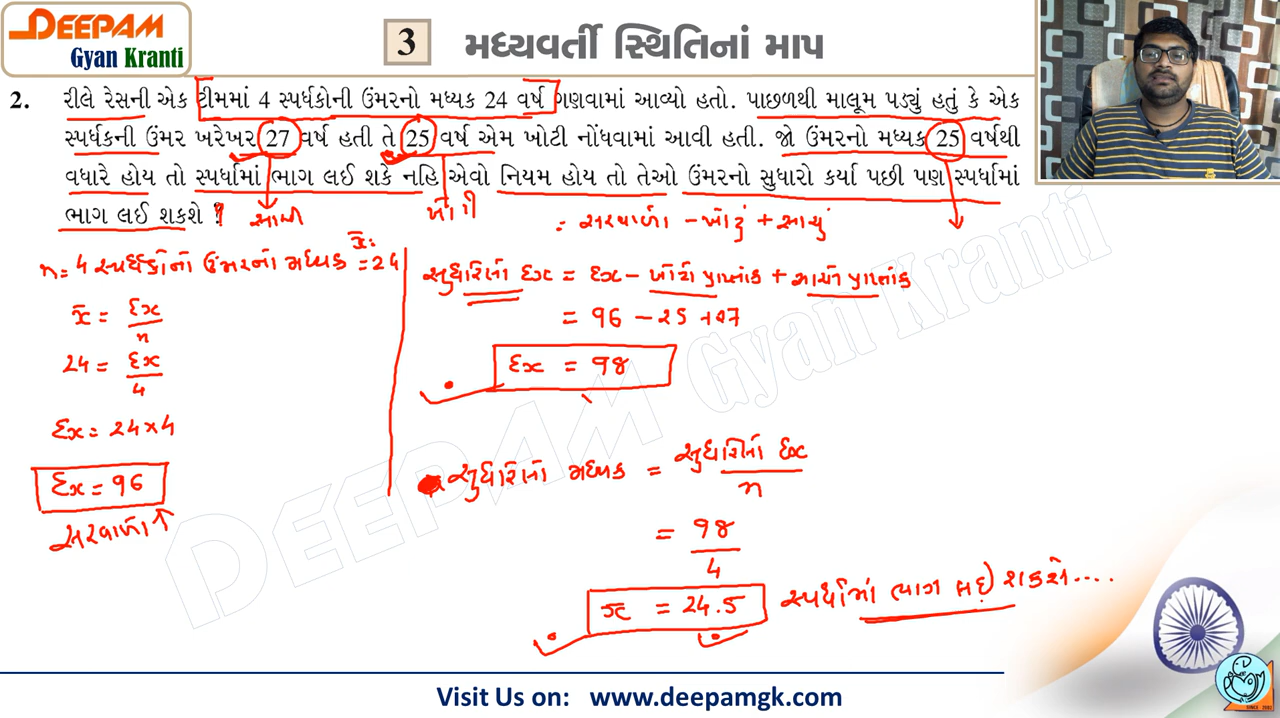 DEEPAM
Gyan Kranti
3 મધ્યવર્તી સ્થિતિનાં માપ
2. રીલે રેસની એક ટીમમાં 4 સ્પર્ધકોની ઉંમરનો મધ્યક 24 વર્ષ ગણવામાં આવ્યો હતો. પાછળથી માલૂમ પડ્યું હતું કે એક
સ્પર્ધકની ઉંમર ખરેખર 27 વર્ષ હતી તે 25 વર્ષ એમ ખોટી નોંધવામાં આવી હતી. જો ઉંમરનો મધ્યક 25 વર્ષથી
વધારે હોય તો સ્પર્ધામાં ભાગ લઈ શકે નહિ એવો નિયમ હોય તો તેઓ ઉંમરનો સુધારો કર્યા પછી પણ સ્પર્ધામાં
ભાગ લઈ શકશે ?
સાચી
ખોટી
= સરવાળા - ખોટું + સાચું
x̄:
n= 4 સ્પર્ધકોનો ઉંમરનો મધ્યક = 24
x̄ = Σx/n
24 = Σx/4
Σx = 24 × 4
Σx = 96
સરવાળા ↑
સુધારેલો Σx = Σx - ખોટો પ્રાપ્તાંક + સાચો પ્રાપ્તાંક
= 96 - 25 + 27
Σx = 98
સુધારેલો મધ્યક = સુધારેલો Σx/n
= 98/4
x̄ = 24.5
સ્પર્ધામાં ભાગ લઈ શકશે....
DEEPAM Gyan Kranti
Visit Us on: www.deepamgk.com